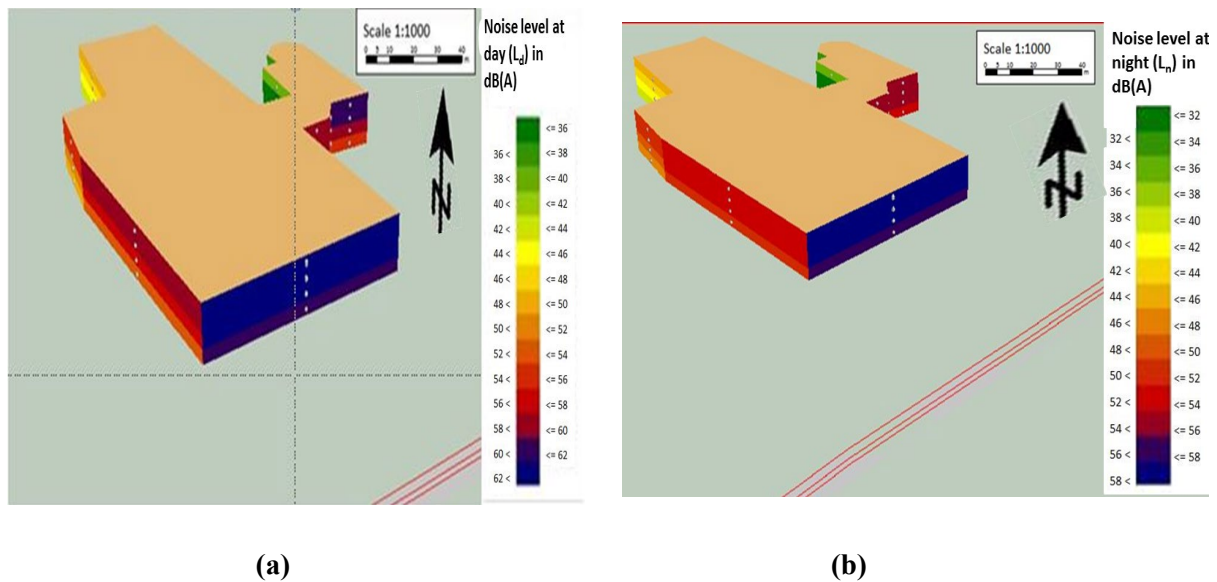 Scale 1:1000
0 5 10 20 30 40
m
Noise level at
day (Ld) in
dB(A)
<= 36
36 < <= 38
38 < <= 40
40 < <= 42
42 < <= 44
44 < <= 46
46 < <= 48
48 < <= 50
50 < <= 52
52 < <= 54
54 < <= 56
56 < <= 58
58 < <= 60
60 < <= 62
62 <
N
(a)
Scale 1:1000
0 5 10 20 30 40
m
Noise level at
night (Ln) in
dB(A)
<= 32
32 < <= 34
34 < <= 36
36 < <= 38
38 < <= 40
40 < <= 42
42 < <= 44
44 < <= 46
46 < <= 48
48 < <= 50
50 < <= 52
52 < <= 54
54 < <= 56
56 < <= 58
58 <
N
(b)